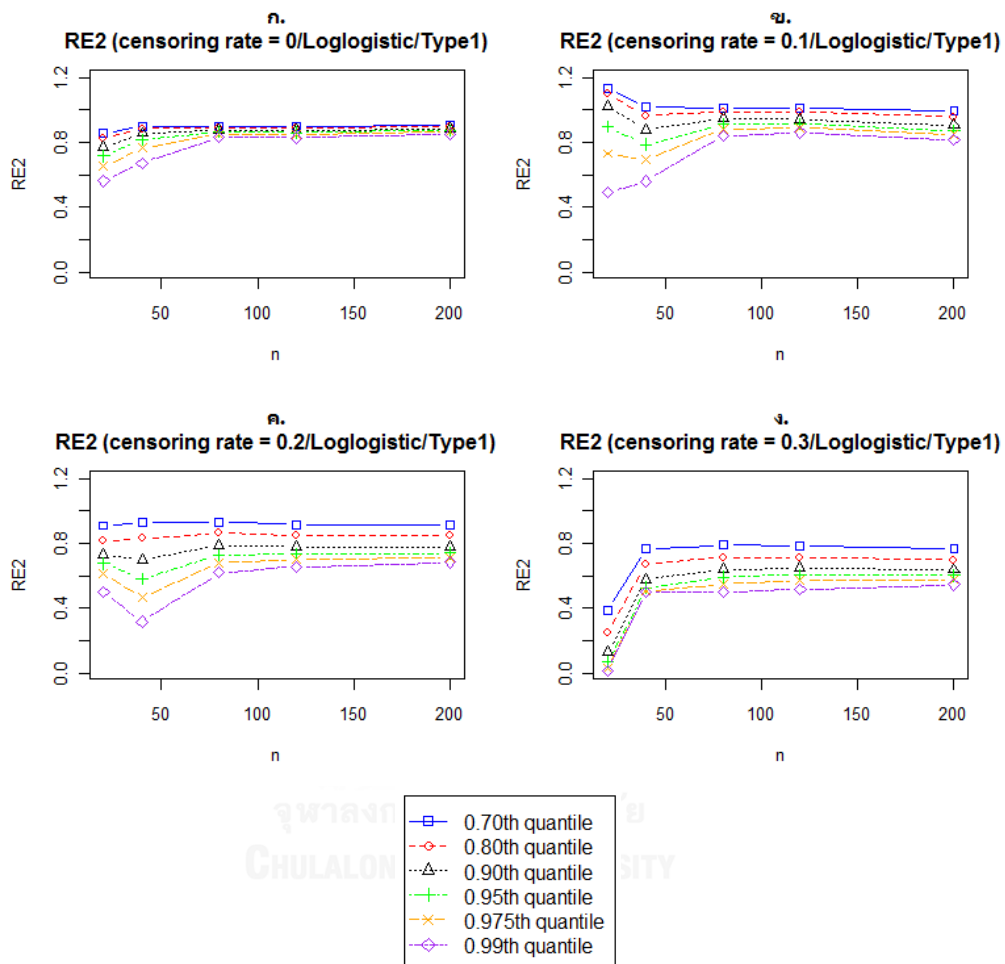 ก.
RE2 (censoring rate = 0/Loglogistic/Type1)
1.2
0.8
0.4
0.0
RE2
50
100
150
200
n
ข.
RE2 (censoring rate = 0.1/Loglogistic/Type1)
1.2
0.8
0.4
0.0
RE2
50
100
150
200
n
ค.
RE2 (censoring rate = 0.2/Loglogistic/Type1)
1.2
0.8
0.4
0.0
RE2
50
100
150
200
n
ง.
RE2 (censoring rate = 0.3/Loglogistic/Type1)
1.2
0.8
0.4
0.0
RE2
50
100
150
200
n
0.70th quantile
0.80th quantile
0.90th quantile
0.95th quantile
0.975th quantile
0.99th quantile